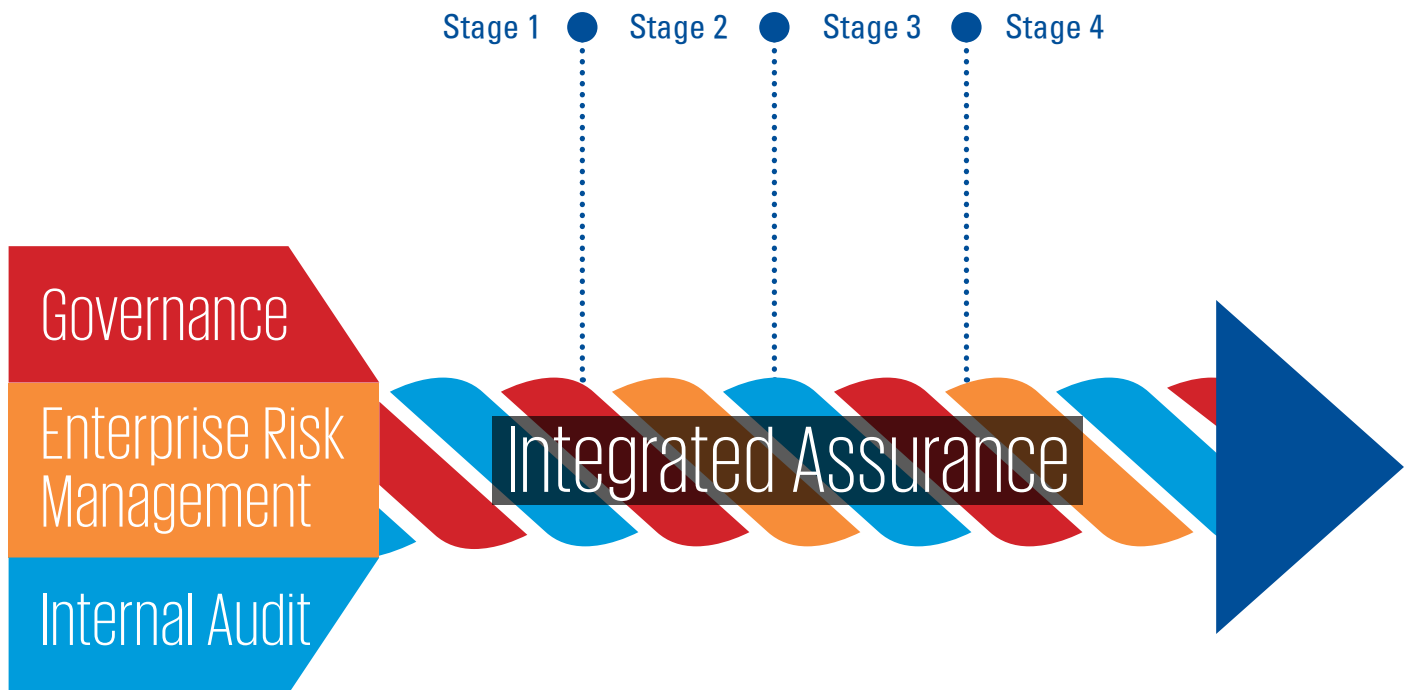 Stage 1 Stage 2 Stage 3 Stage 4
Governance
Enterprise Risk
Management
Internal Audit
Integrated Assurance